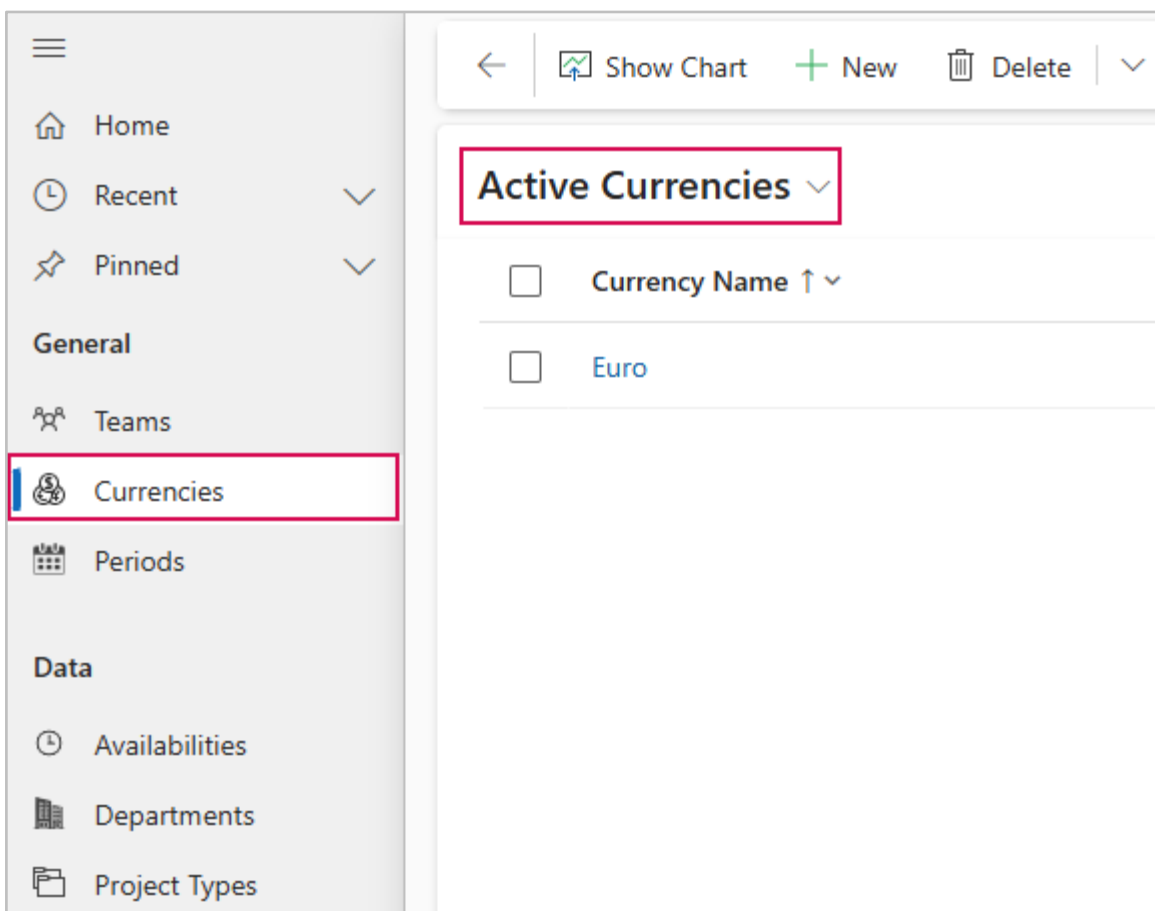 Home
Recent
Pinned
General
Teams
Currencies
Periods
Data
Availabilities
Departments
Project Types
Show Chart
New
Delete
Active Currencies
Currency Name
Euro